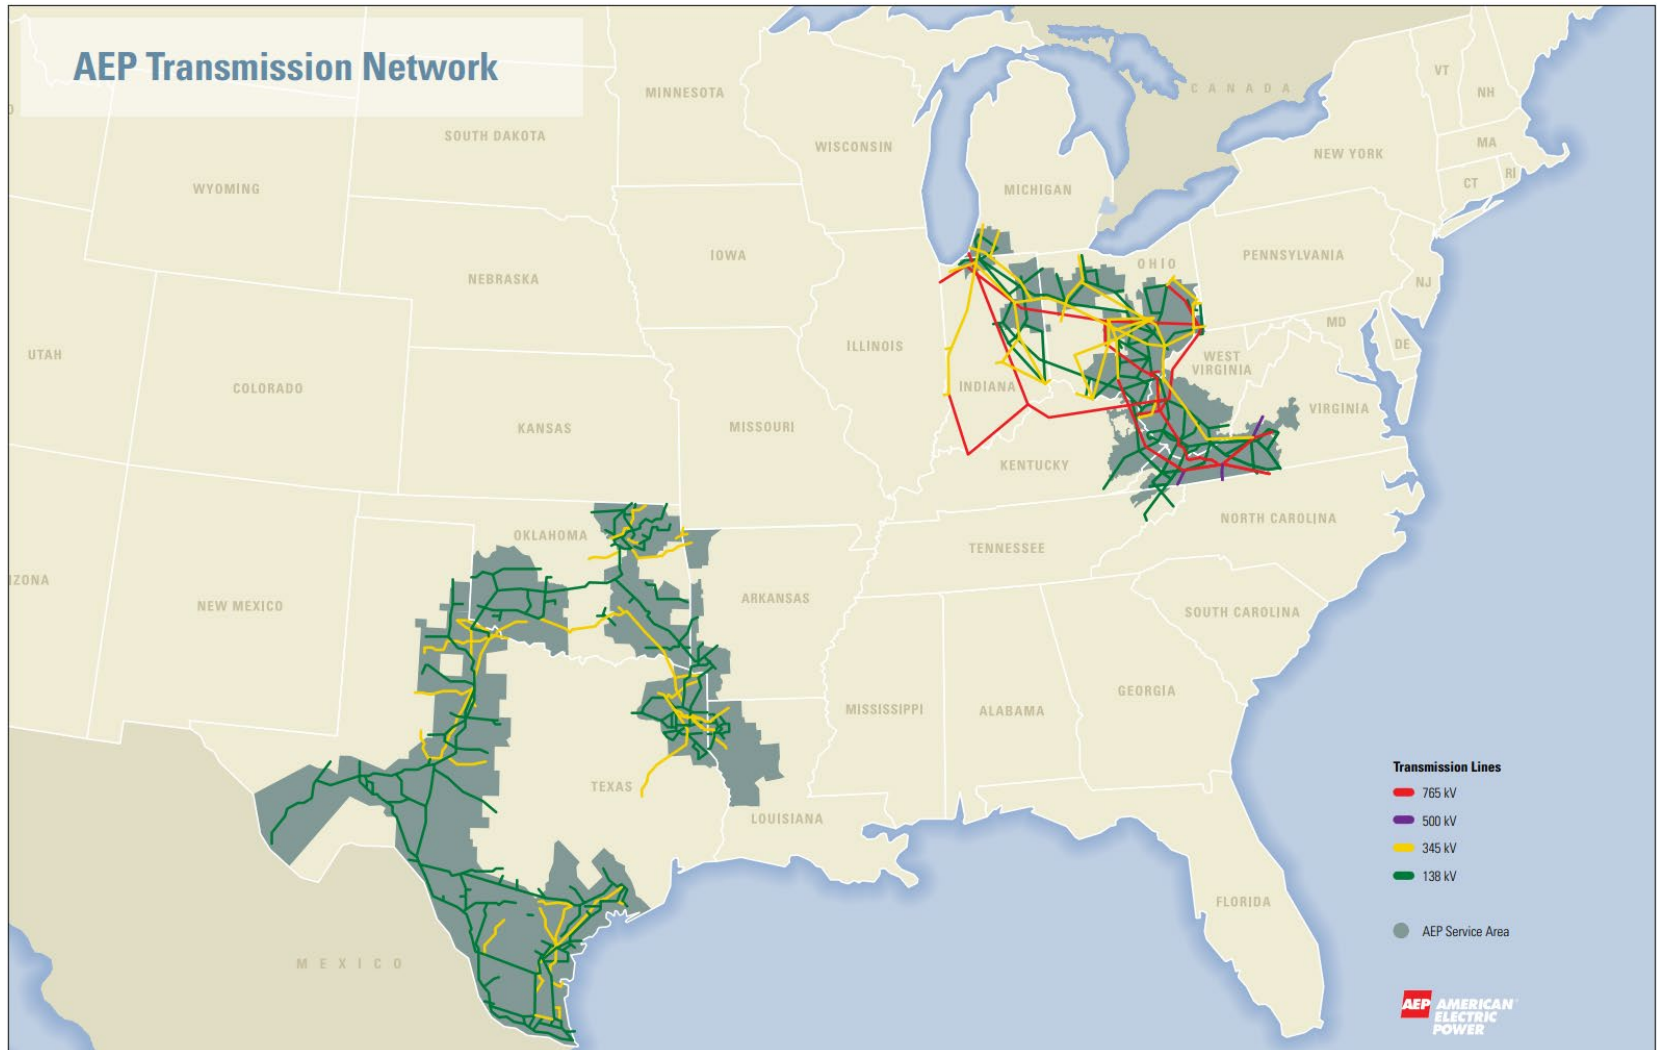 AEP Transmission Network
MINNESOTA
SOUTH DAKOTA
WISCONSIN
MICHIGAN
C A N A D A
VT
NH
NEW YORK
MA
CT
RI
WYOMING
IOWA
NEBRASKA
OHIO
PENNSYLVANIA
NJ
MD
DE
UTAH
COLORADO
ILLINOIS
INDIANA
WEST
VIRGINIA
VIRGINIA
KANSAS
MISSOURI
KENTUCKY
OKLAHOMA
NORTH CAROLINA
TENNESSEE
IZONA
NEW MEXICO
ARKANSAS
SOUTH CAROLINA
MISSISSIPPI
ALABAMA
GEORGIA
TEXAS
LOUISIANA
FLORIDA
M E X I C O
Transmission Lines
765 kV
500 kV
345 kV
138 kV
AEP Service Area
AEP AMERICAN
ELECTRIC
POWER